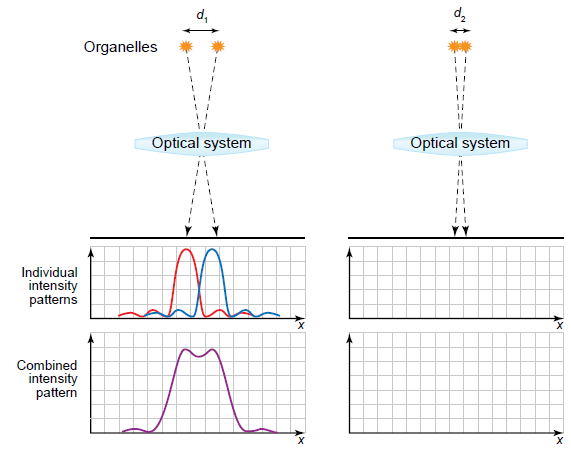 d1
d2
Organelles
Optical system
Optical system
Individual
intensity
patterns
x
x
Combined
intensity
pattern
x
x